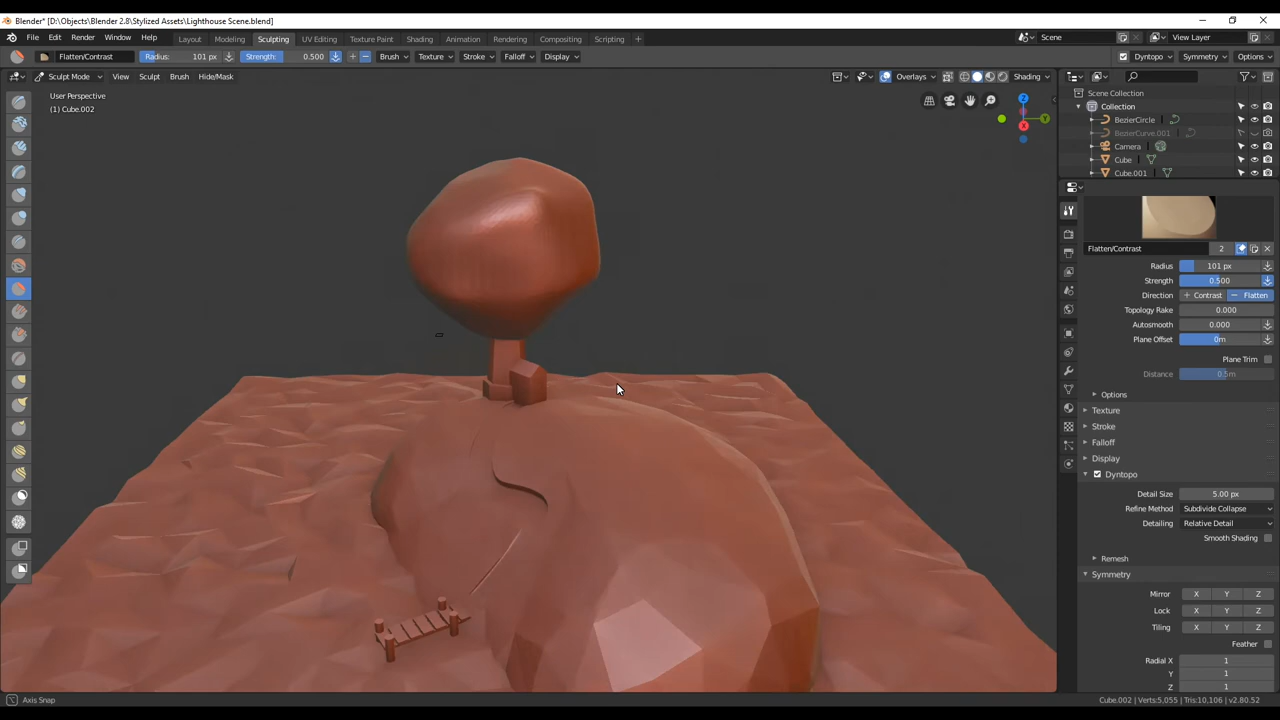 Blender* [D:\Objects\Blender 2.8\Stylized Assets\Lighthouse Scene.blend]
File Edit Render Window Help Layout Modeling Sculpting UV Editing Texture Paint Shading Animation Rendering Compositing Scripting + Scene View Layer
Flatten/Contrast Radius: 101 px Strength: 0.500 Brush Texture Stroke Falloff Display Dyntopo Symmetry Options
Sculpt Mode View Sculpt Brush Hide/Mask Overlays Shading
User Perspective
(1) Cube.002
Z
Y
X
Scene Collection
Collection
BezierCircle
BezierCurve.001
Camera
Cube
Cube.001
Flatten/Contrast 2
Radius 101 px
Strength 0.500
Direction + Contrast − Flatten
Topology Rake 0.000
Autosmooth 0.000
Plane Offset 0m
Plane Trim
Distance 0.5m
Options
Texture
Stroke
Falloff
Display
Dyntopo
Detail Size 5.00 px
Refine Method Subdivide Collapse
Detailing Relative Detail
Smooth Shading
Remesh
Symmetry
Mirror X Y Z
Lock X Y Z
Tiling X Y Z
Feather
Radial X 1
Y 1
Z 1
Axis Snap
Cube.002 | Verts:5,055 | Tris:10,106 | v2.80.52